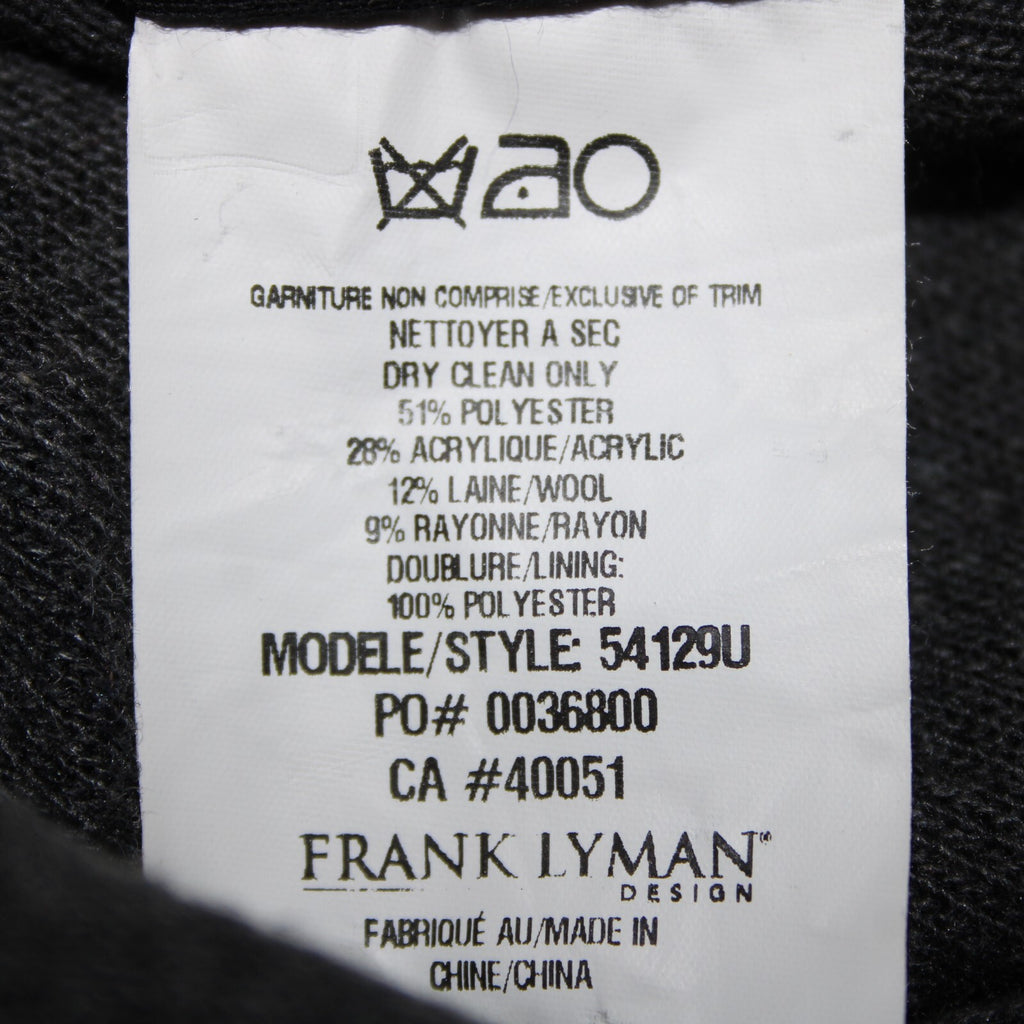 GARNITURE NON COMPRISE/EXCLUSIVE OF TRIM
NETTOYER A SEC
DRY CLEAN ONLY
51% POLYESTER
28% ACRYLIQUE/ACRYLIC
12% LAINE/WOOL
9% RAYONNE/RAYON
DOUBLURE/LINING:
100% POLYESTER
MODELE/STYLE: 54129U
PO# 0036800
CA #40051
FRANK LYMAN™
DESIGN
FABRIQUÉ AU/MADE IN
CHINE/CHINA